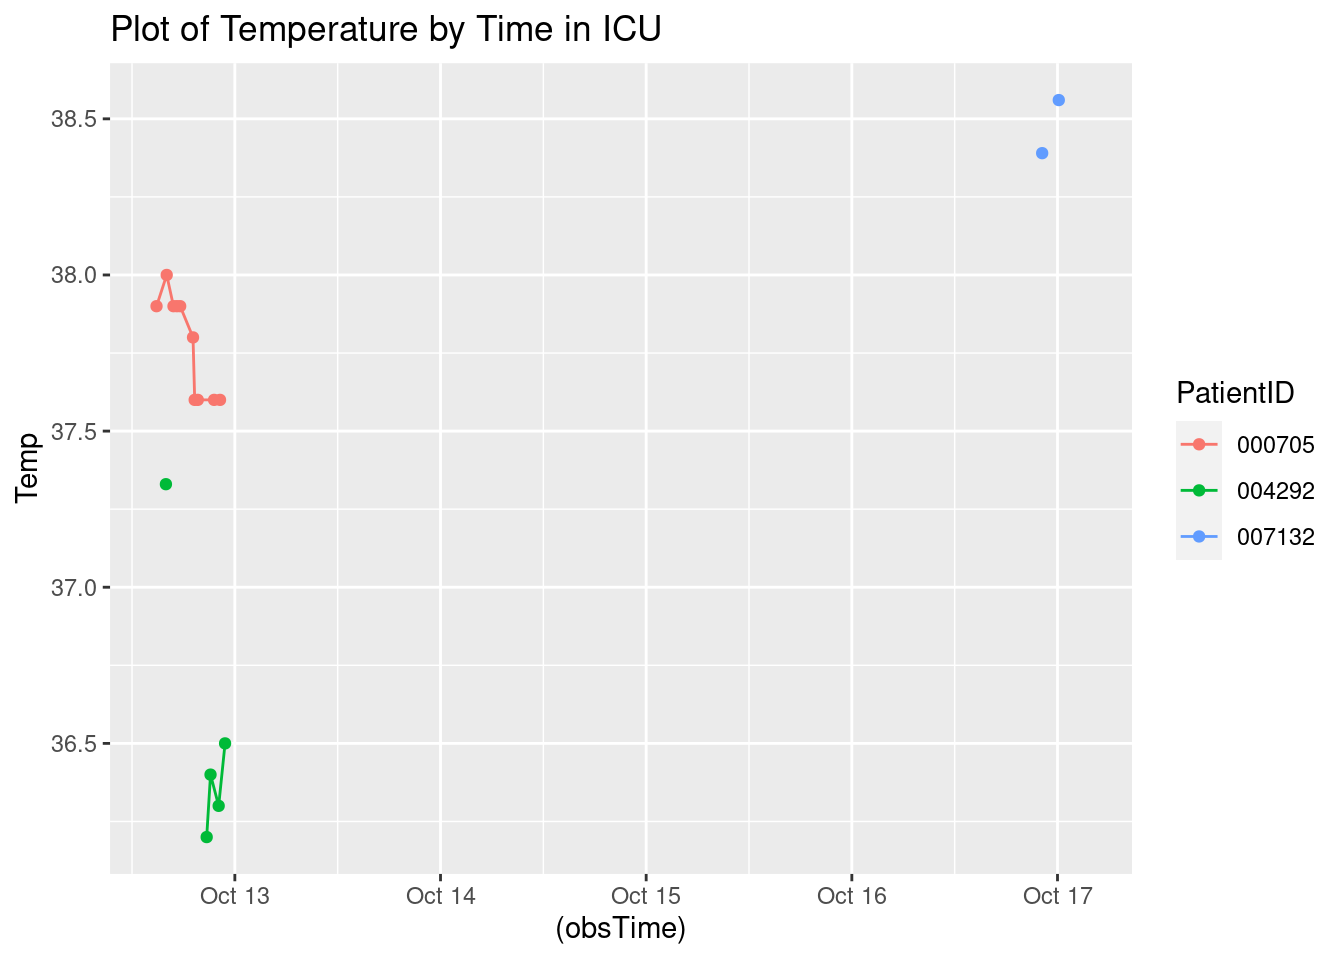 Plot of Temperature by Time in ICU
38.5
38.0
37.5
37.0
36.5
Temp
Oct 13
Oct 14
Oct 15
Oct 16
Oct 17
(obsTime)
PatientID
000705
004292
007132